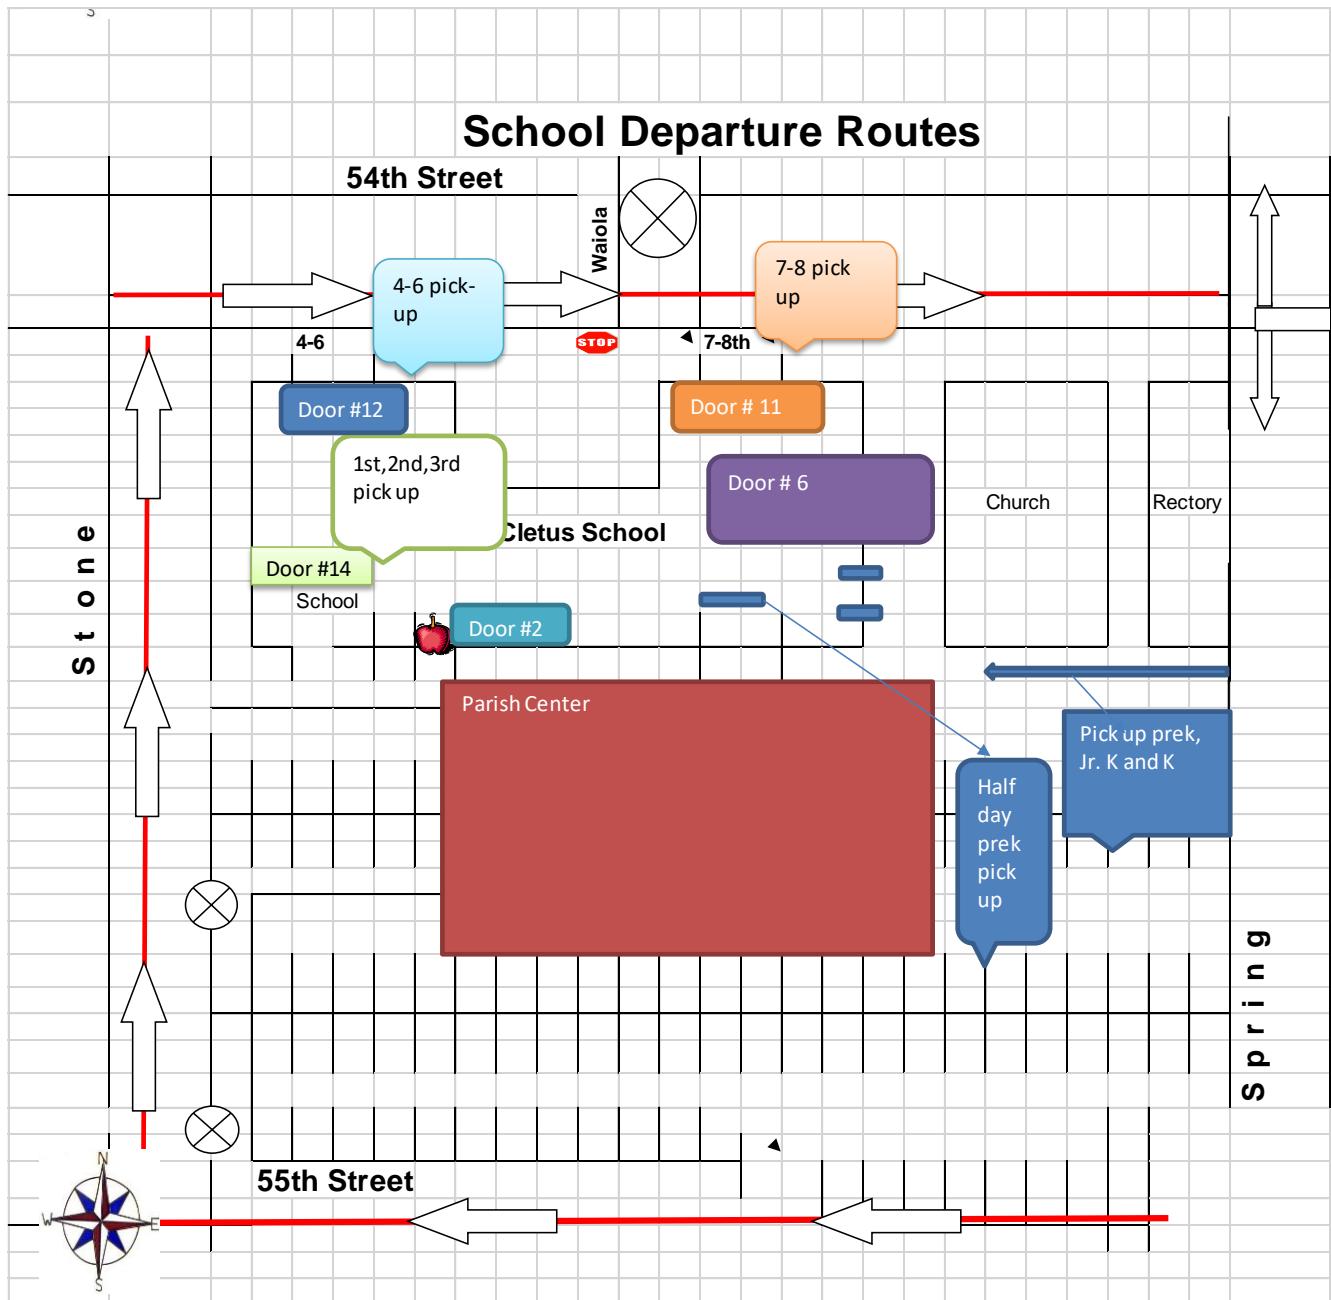 S
School Departure Routes
54th Street
Waiola
4-6 pick-
up
7-8 pick
up
4-6
STOP
7-8th
Door #12
Door # 11
1st,2nd,3rd
pick up
Door # 6
Church
Rectory
Cletus School
Stone
Door #14
School
Door #2
Parish Center
Pick up prek,
Jr. K and K
Half
day
prek
pick
up
Spring
55th Street
N
W
E
S